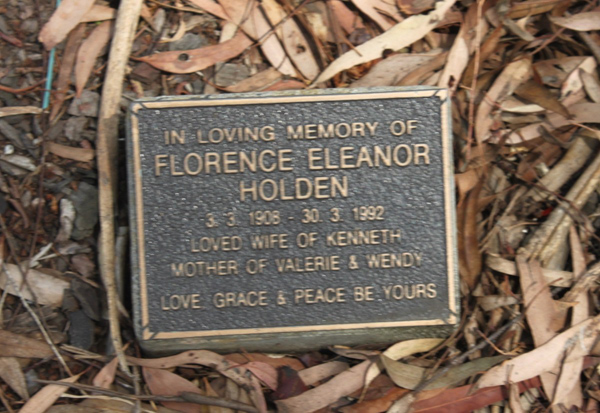 IN LOVING MEMORY OF
FLORENCE ELEANOR
HOLDEN
3. 3. 1908 - 30. 3. 1992
LOVED WIFE OF KENNETH
MOTHER OF VALERIE & WENDY
LOVE, GRACE & PEACE BE YOURS